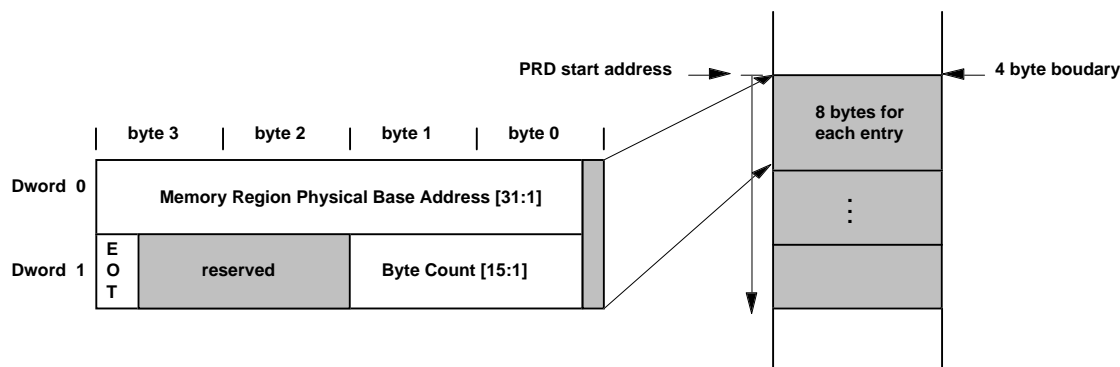 PRD start address
4 byte boudary
8 bytes for
each entry
byte 3
byte 2
byte 1
byte 0
Dword 0
Memory Region Physical Base Address [31:1]
Dword 1
E
O
T
reserved
Byte Count [15:1]